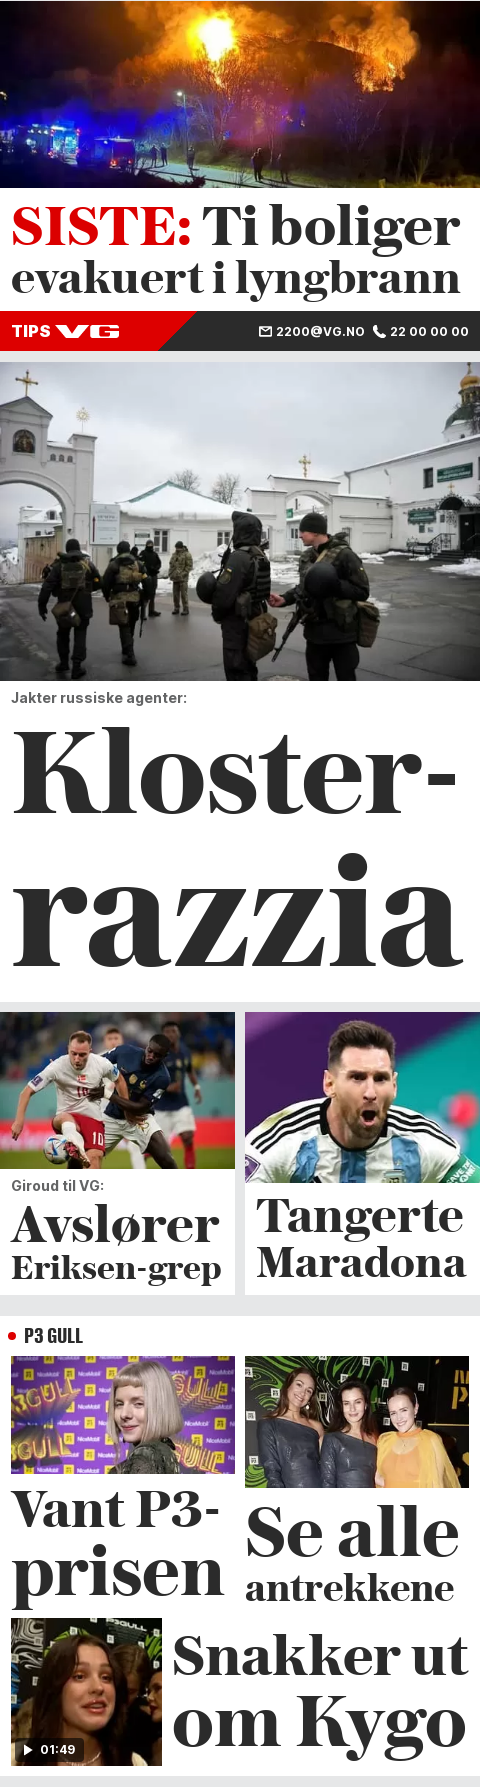 SISTE: Ti boliger
evakuert i lyngbrann
TIPS VG
2200@VG.NO
22 00 00 00
Jakter russiske agenter:
Kloster-
razzia
10
10
Giroud til VG:
Avslører
Eriksen-grep
Tangerte
Maradona
P3 GULL
Vant P3-
prisen
Se alle
antrekkene
01:49
Snakker ut
om Kygo